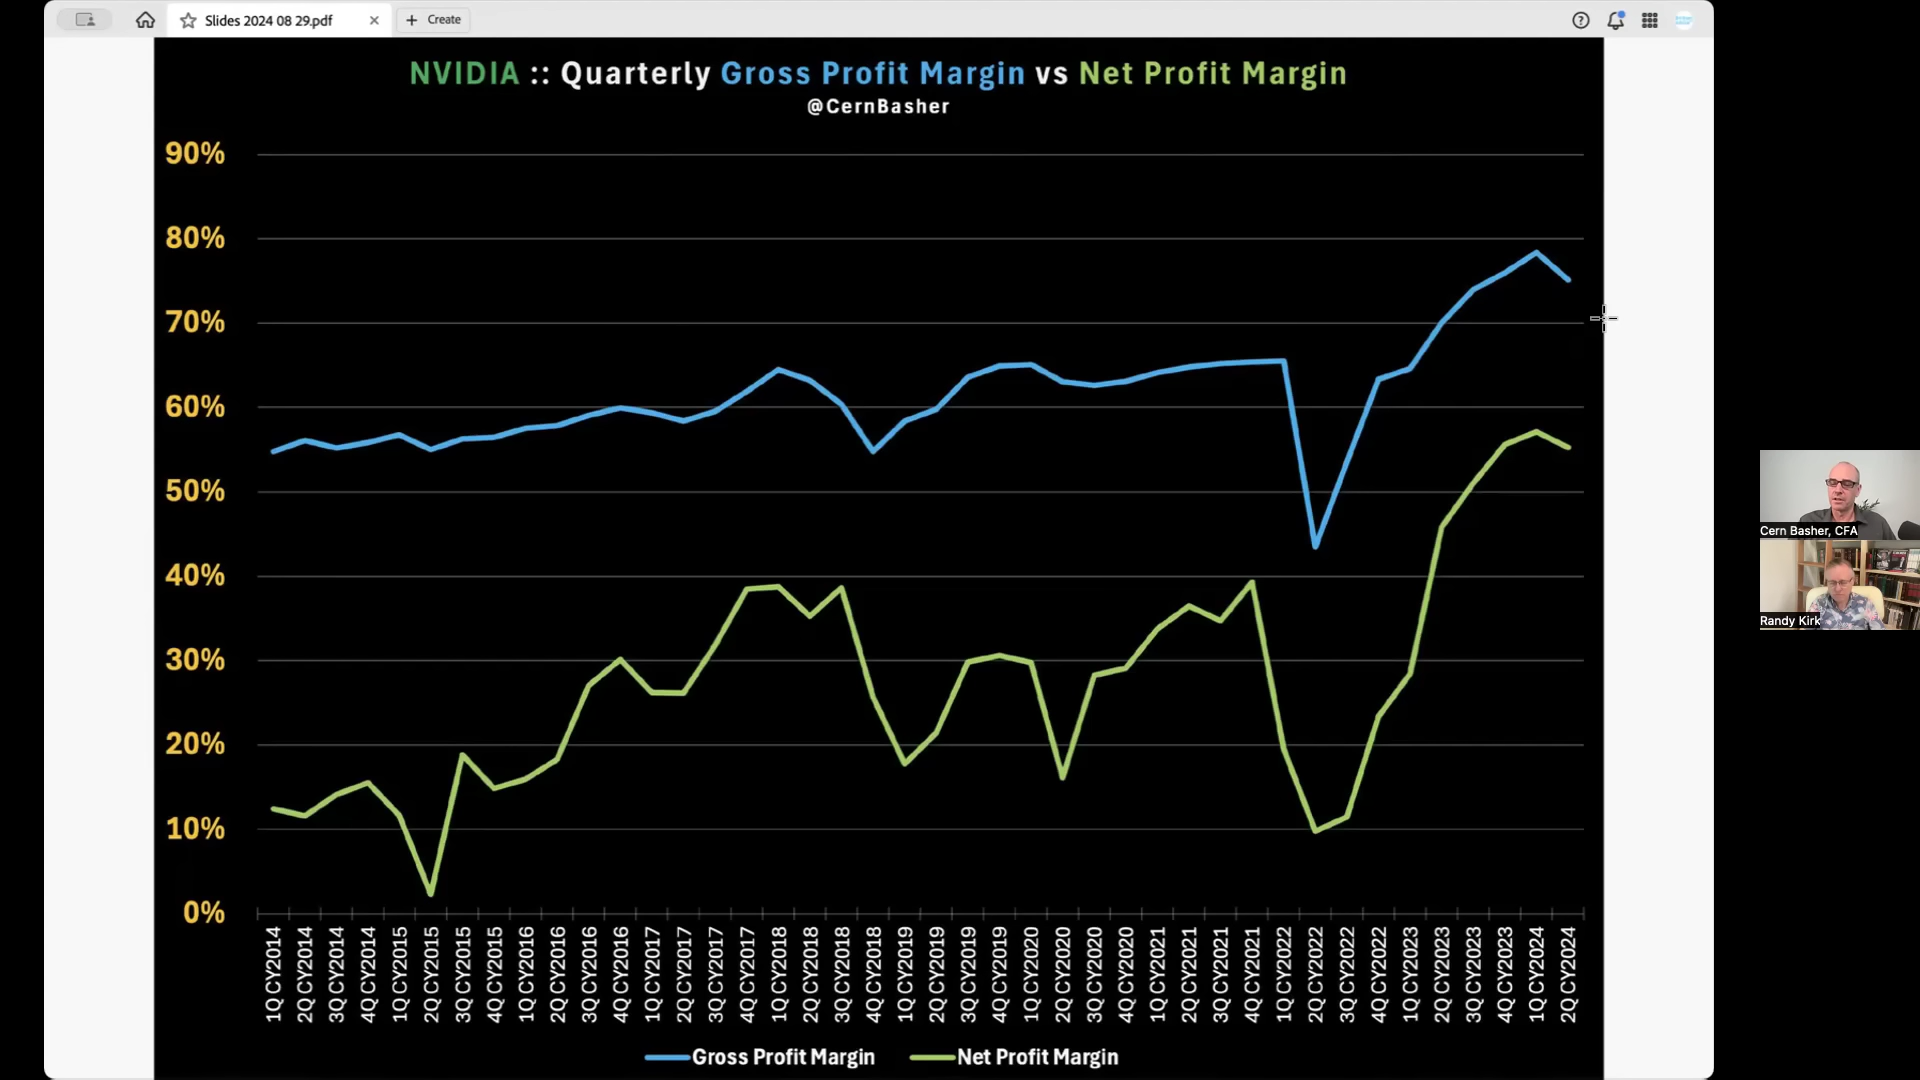 Slides 2024 08 29.pdf
Create
NVIDIA :: Quarterly Gross Profit Margin vs Net Profit Margin
@CernBasher
90%
80%
70%
60%
50%
40%
30%
20%
10%
0%
1Q CY2014
2Q CY2014
3Q CY2014
4Q CY2014
1Q CY2015
2Q CY2015
3Q CY2015
4Q CY2015
1Q CY2016
2Q CY2016
3Q CY2016
4Q CY2016
1Q CY2017
2Q CY2017
3Q CY2017
4Q CY2017
1Q CY2018
2Q CY2018
3Q CY2018
4Q CY2018
1Q CY2019
2Q CY2019
3Q CY2019
4Q CY2019
1Q CY2020
2Q CY2020
3Q CY2020
4Q CY2020
1Q CY2021
2Q CY2021
3Q CY2021
4Q CY2021
1Q CY2022
2Q CY2022
3Q CY2022
4Q CY2022
1Q CY2023
2Q CY2023
3Q CY2023
4Q CY2023
1Q CY2024
2Q CY2024
Gross Profit Margin
Net Profit Margin
Cern Basher, CFA
Randy Kirk